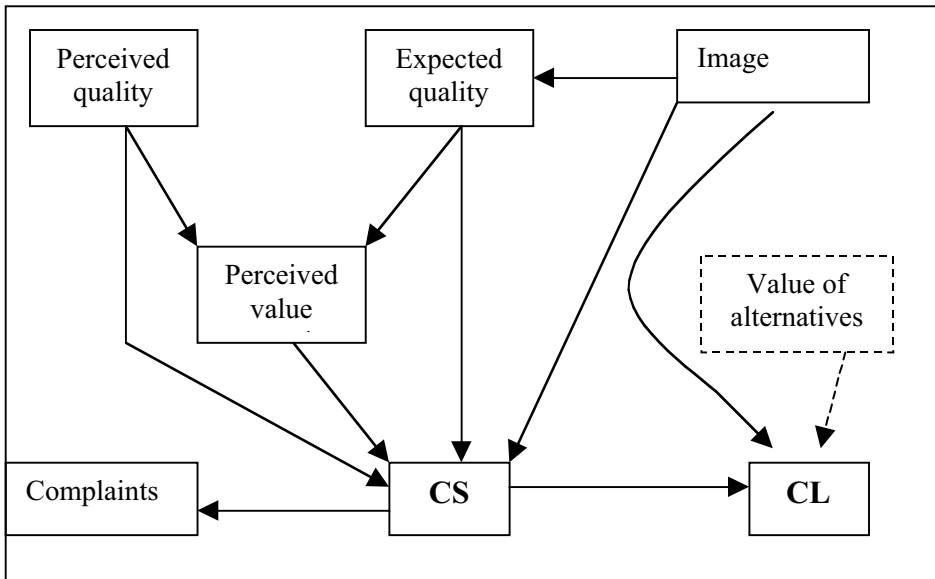 Perceived
quality
Expected
quality
Image
Perceived
value
Value of
alternatives
Complaints
CS
CL